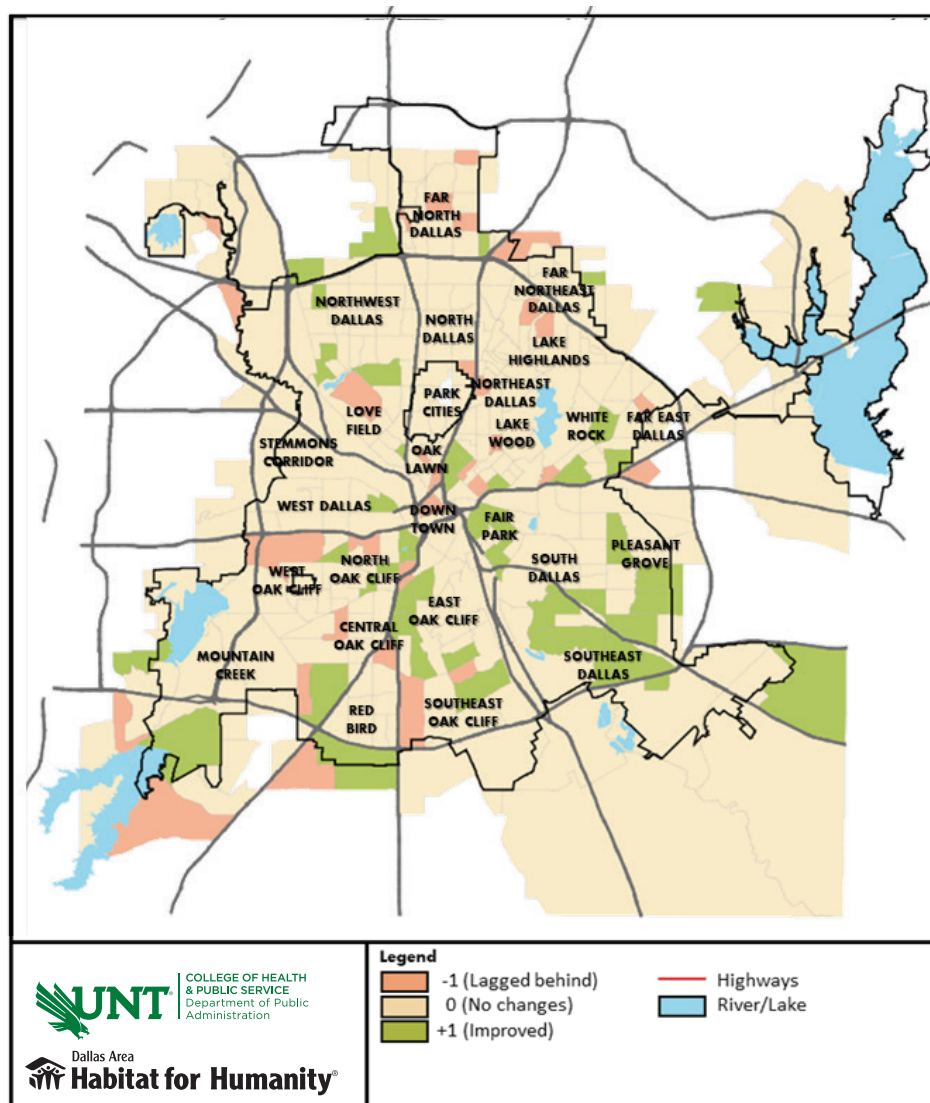 FAR
NORTH
DALLAS
FAR
NORTHEAST
DALLAS
NORTHWEST
DALLAS
NORTH
DALLAS
LAKE
HIGHLANDS
PARK
CITIES
NORTHEAST
DALLAS
LOVE
FIELD
LAKE
WOOD
WHITE
ROCK
FAR EAST
DALLAS
STEMMONS
CORRIDOR
OAK
LAWN
WEST DALLAS
DOWN
TOWN
FAIR
PARK
PLEASANT
GROVE
WEST
OAK CLIFF
NORTH
OAK CLIFF
SOUTH
DALLAS
EAST
OAK CLIFF
CENTRAL
OAK CLIFF
MOUNTAIN
CREEK
SOUTHEAST
DALLAS
RED
BIRD
SOUTHEAST
OAK CLIFF
UNT
COLLEGE OF HEALTH
& PUBLIC SERVICE
Department of Public
Administration
Dallas Area
Habitat for Humanity®
Legend
-1 (Lagged behind)
0 (No changes)
+1 (Improved)
Highways
River/Lake